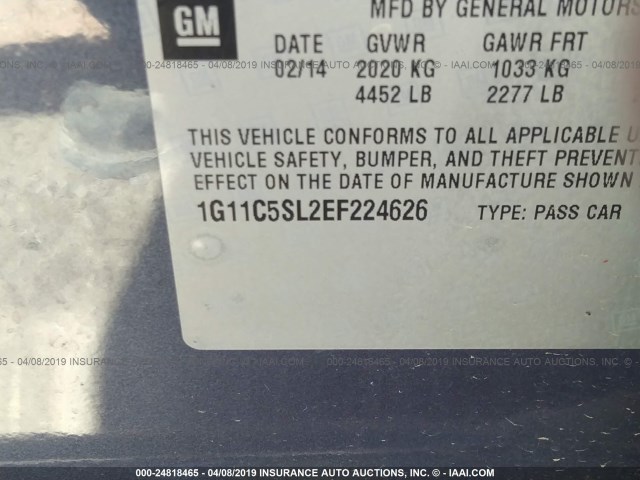 GM
MFD BY GENERAL MOTORS
DATE GVWR GAWR FRT
02/14 2020 KG 1033 KG
4452 LB 2277 LB
THIS VEHICLE CONFORMS TO ALL APPLICABLE U
VEHICLE SAFETY, BUMPER, AND THEFT PREVENT
EFFECT ON THE DATE OF MANUFACTURE SHOWN
1G11C5SL2EF224626 TYPE: PASS CAR
000-24818465 - 04/08/2019 INSURANCE AUTO AUCTIONS, INC. - © IAAI.COM